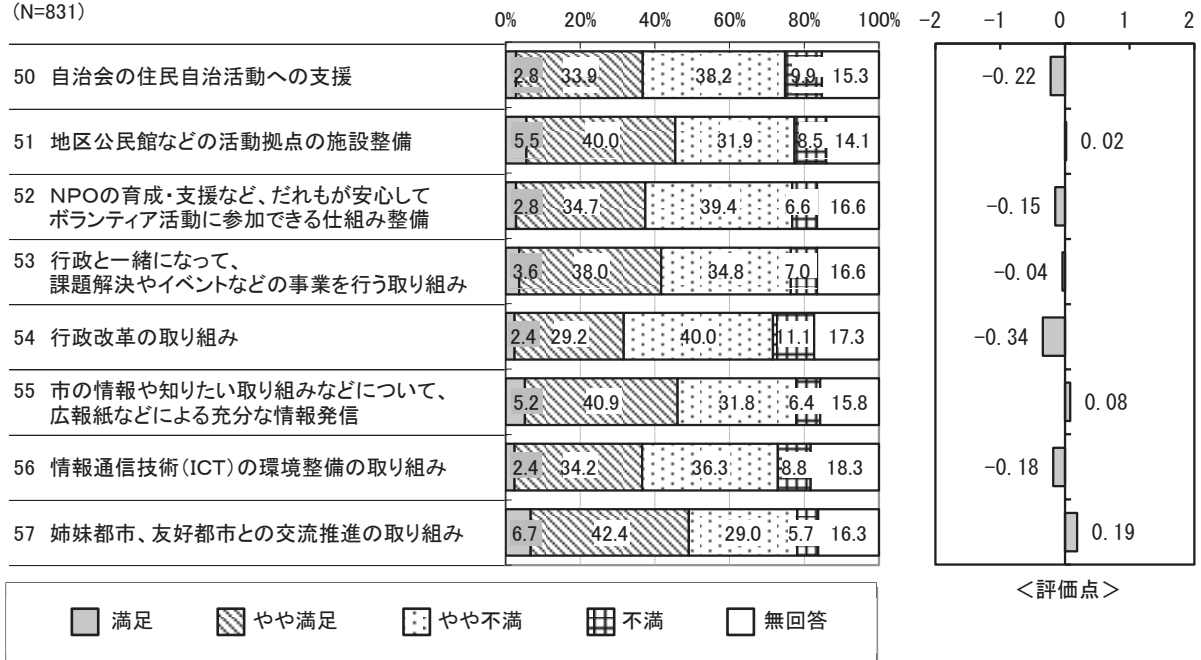 (N=831)
0% 20% 40% 60% 80% 100%
-2 -1 0 1 2
50 自治会の住民自治活動への支援
2.8 33.9 38.2 9.9 15.3
-0.22
51 地区公民館などの活動拠点の施設整備
5.5 40.0 31.9 8.5 14.1
0.02
52 NPOの育成・支援など、だれもが安心して
ボランティア活動に参加できる仕組み整備
2.8 34.7 39.4 6.6 16.6
-0.15
53 行政と一緒になって、
課題解決やイベントなどの事業を行う取り組み
3.6 38.0 34.8 7.0 16.6
-0.04
54 行政改革の取り組み
2.4 29.2 40.0 11.1 17.3
-0.34
55 市の情報や知りたい取り組みなどについて、
広報紙などによる充分な情報発信
5.2 40.9 31.8 6.4 15.8
0.08
56 情報通信技術(ICT)の環境整備の取り組み
2.4 34.2 36.3 8.8 18.3
-0.18
57 姉妹都市、友好都市との交流推進の取り組み
6.7 42.4 29.0 5.7 16.3
0.19
<評価点>
満足 やや満足 やや不満 不満 無回答